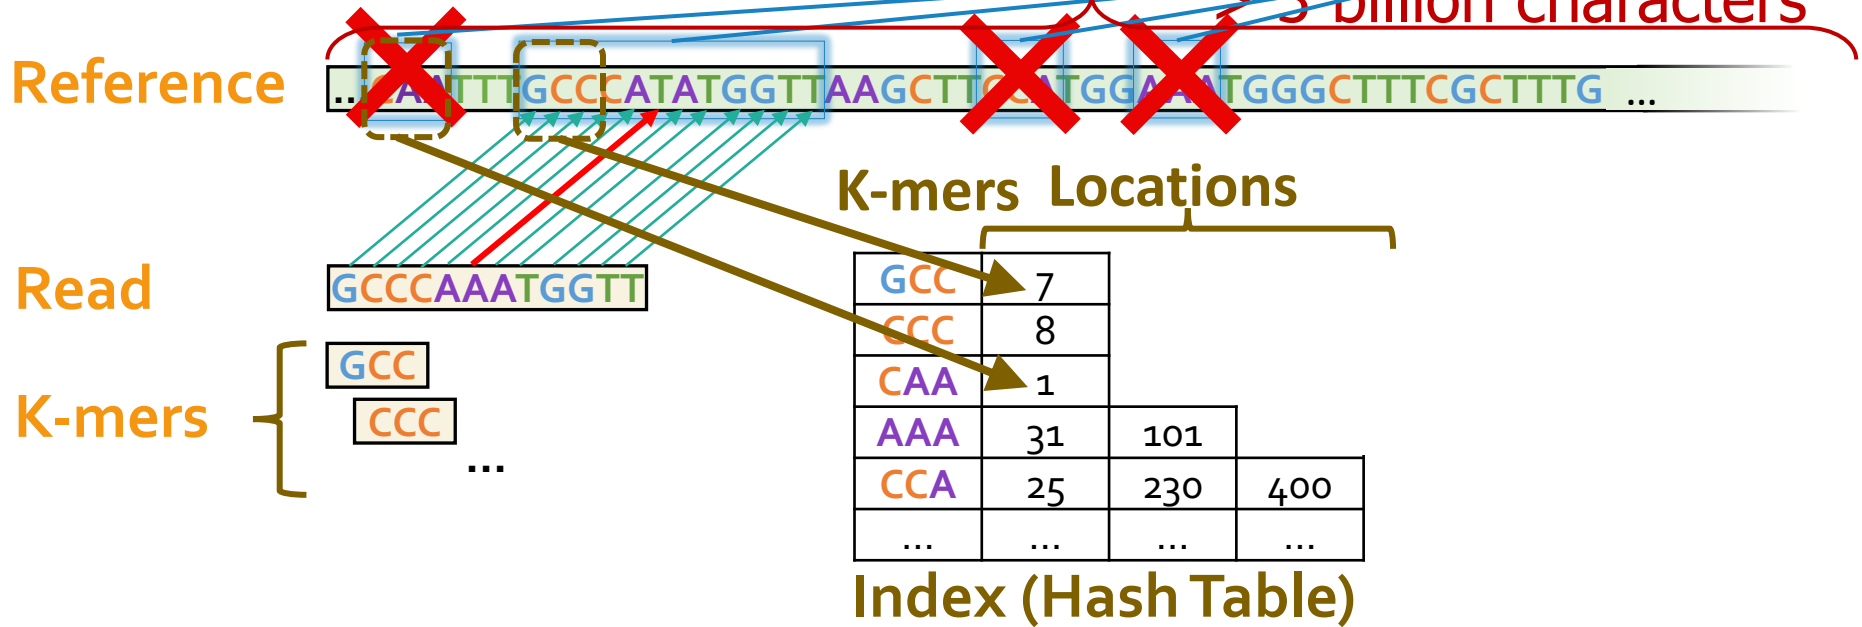 3 billion characters
Reference
..CAATTTGCCCATATGGTTAAGCTTCCATGGAAATGGGCTTTCGCTTTG ...
K-mers Locations
Read
GCCCAAATGGTT
K-mers
GCC
CCC
...
GCC 7
CCC 8
CAA 1
AAA 31 101
CCA 25 230 400
... ... ... ...
Index (Hash Table)